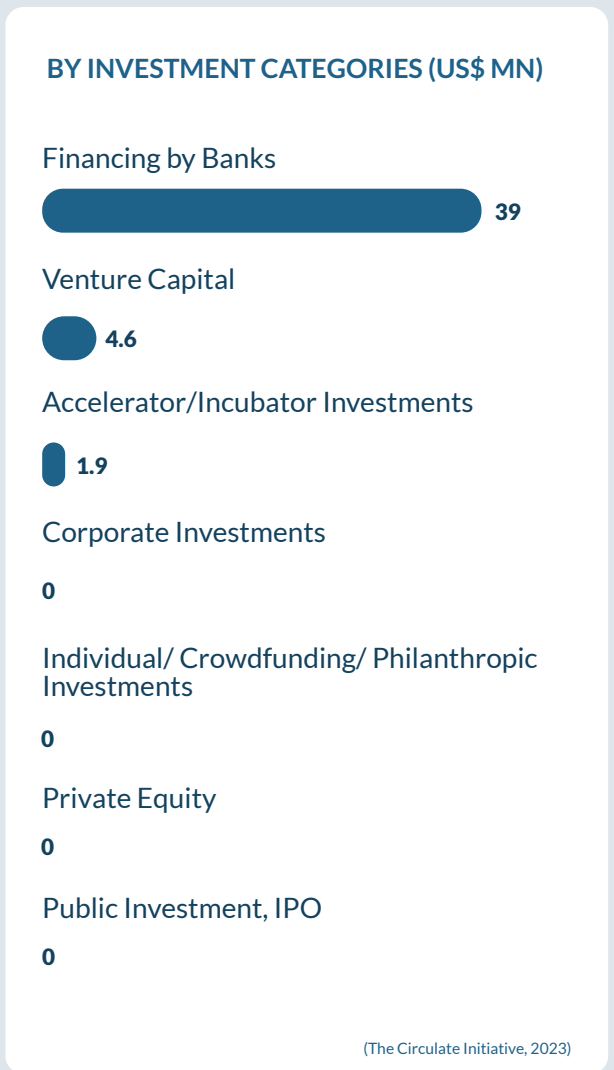 BY INVESTMENT CATEGORIES (US$ MN)
Financing by Banks
39
Venture Capital
4.6
Accelerator/Incubator Investments
1.9
Corporate Investments
0
Individual/ Crowdfunding/ Philanthropic
Investments
0
Private Equity
0
Public Investment, IPO
0
(The Circulate Initiative, 2023)